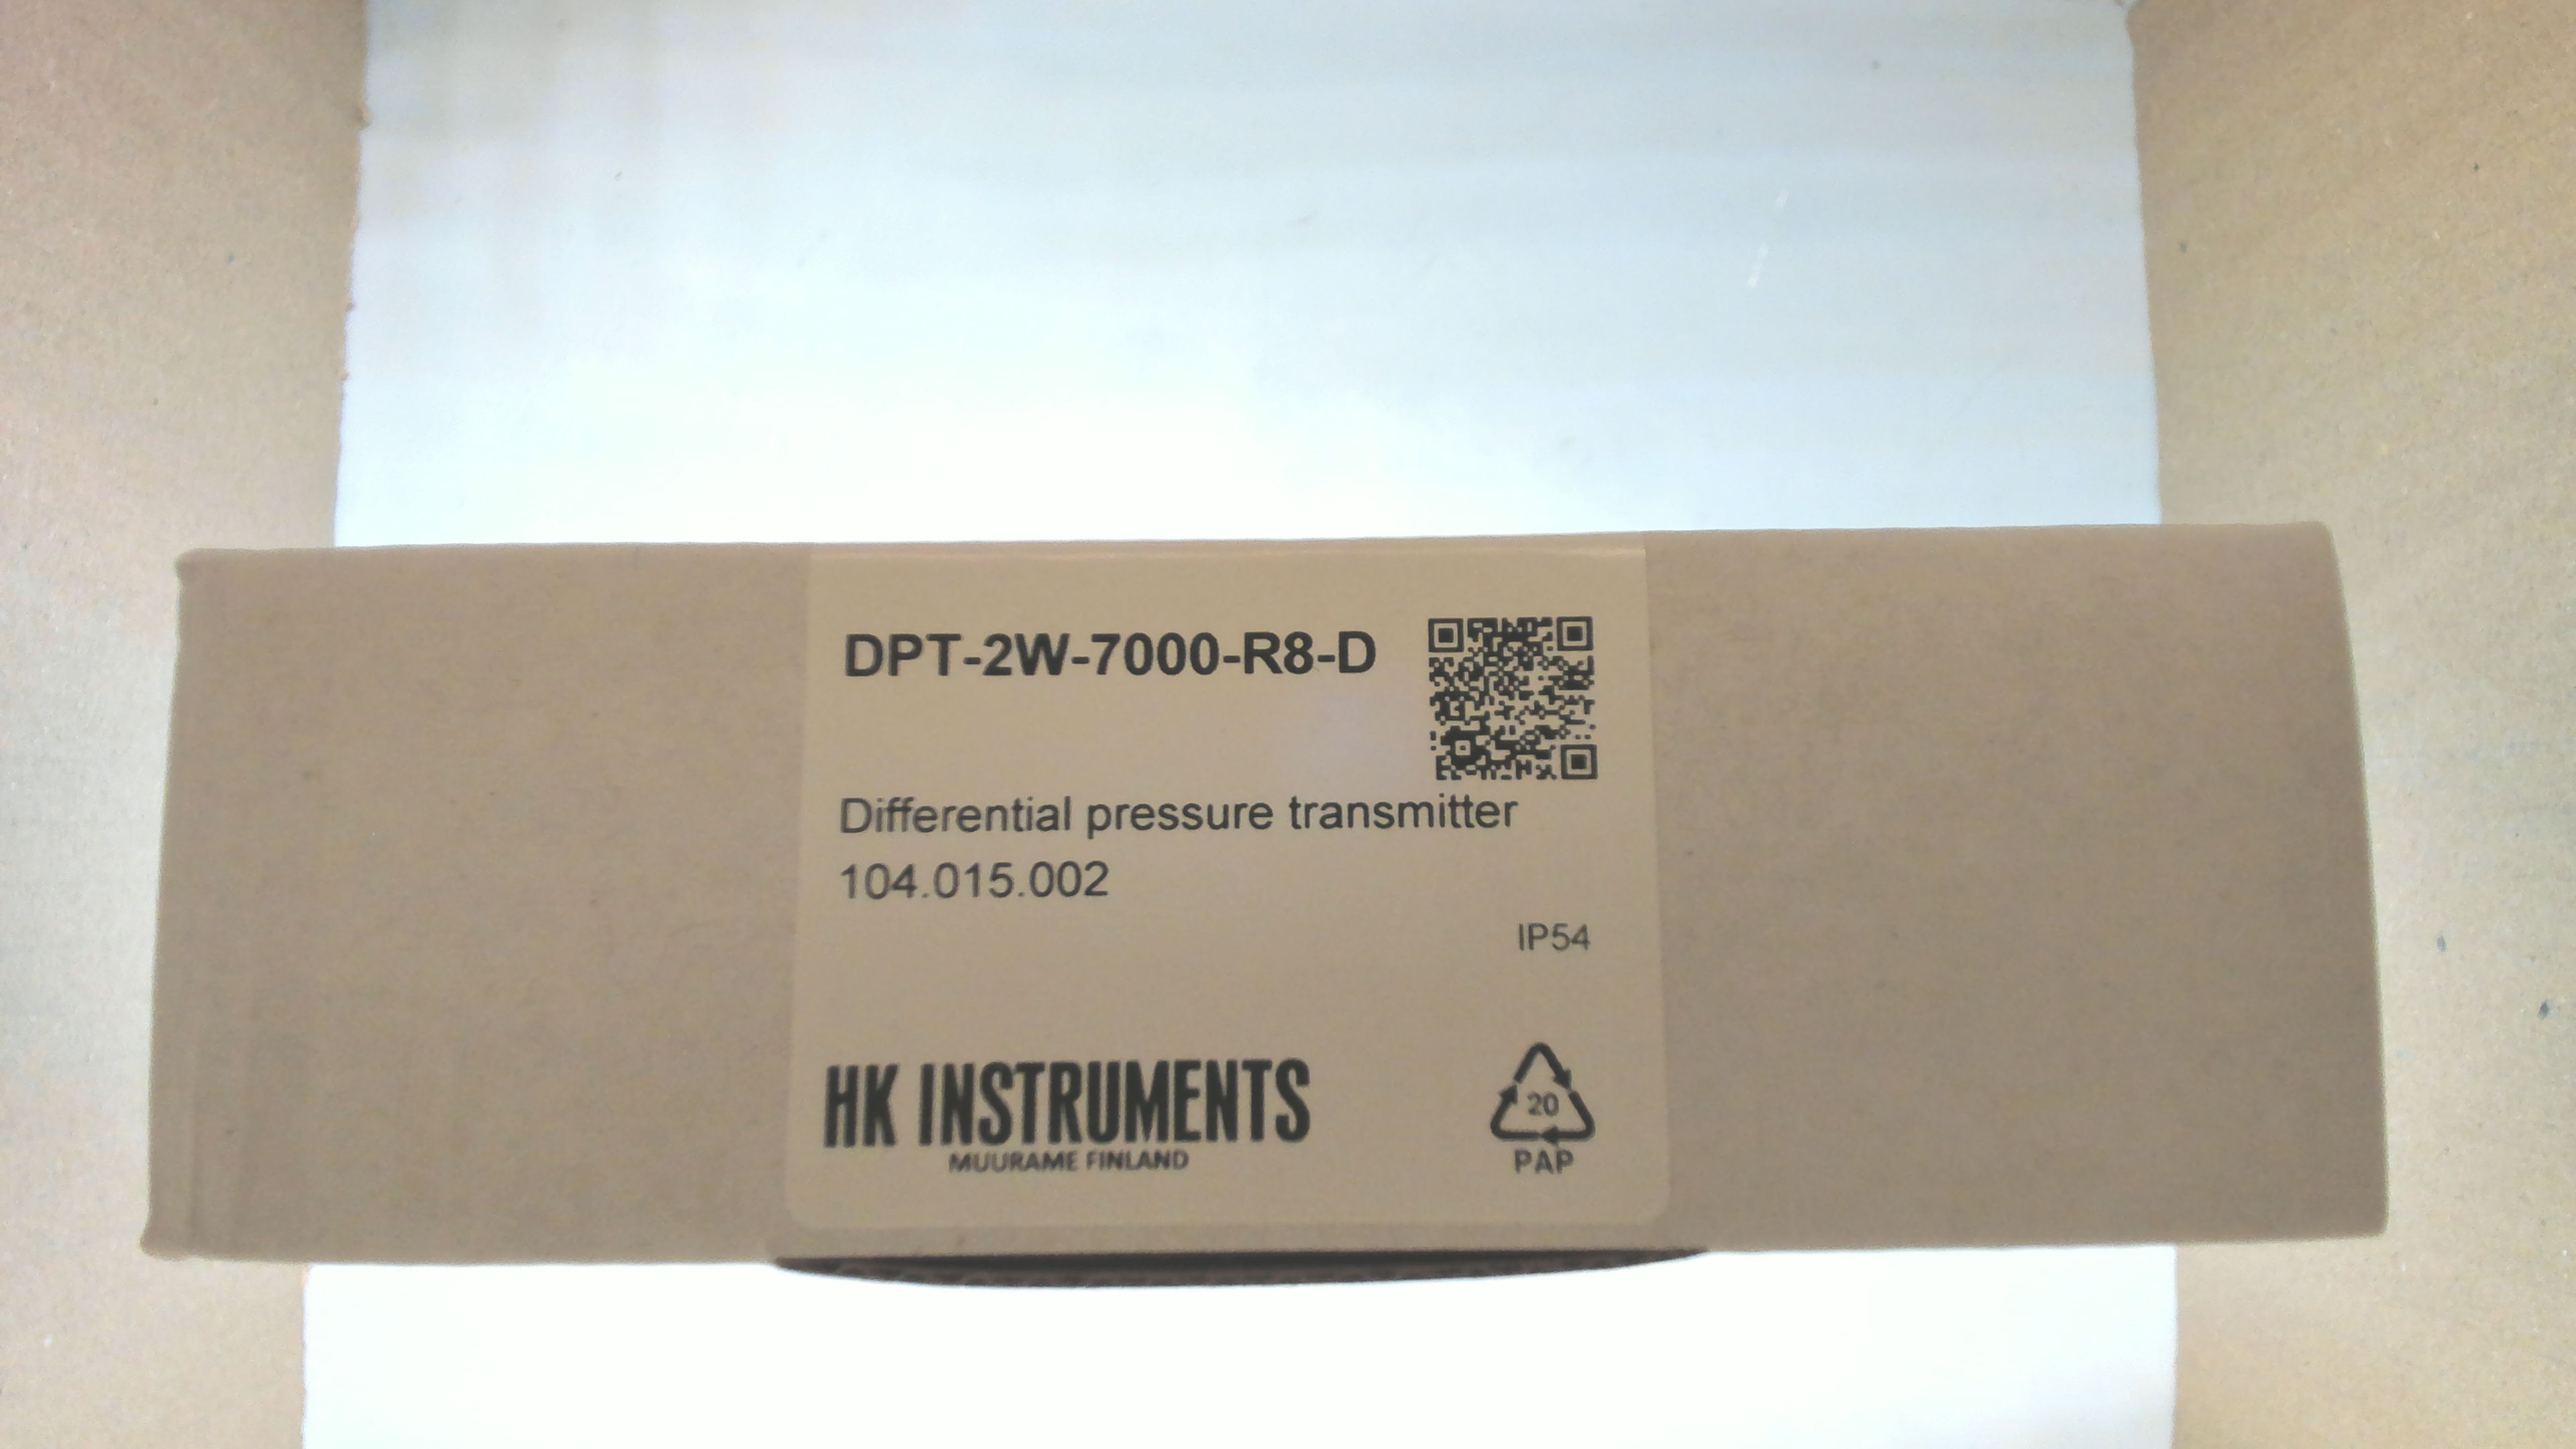 DPT-2W-7000-R8-D
Differential pressure transmitter
104.015.002
IP54
HK INSTRUMENTS
MUURAME FINLAND
20
PAP